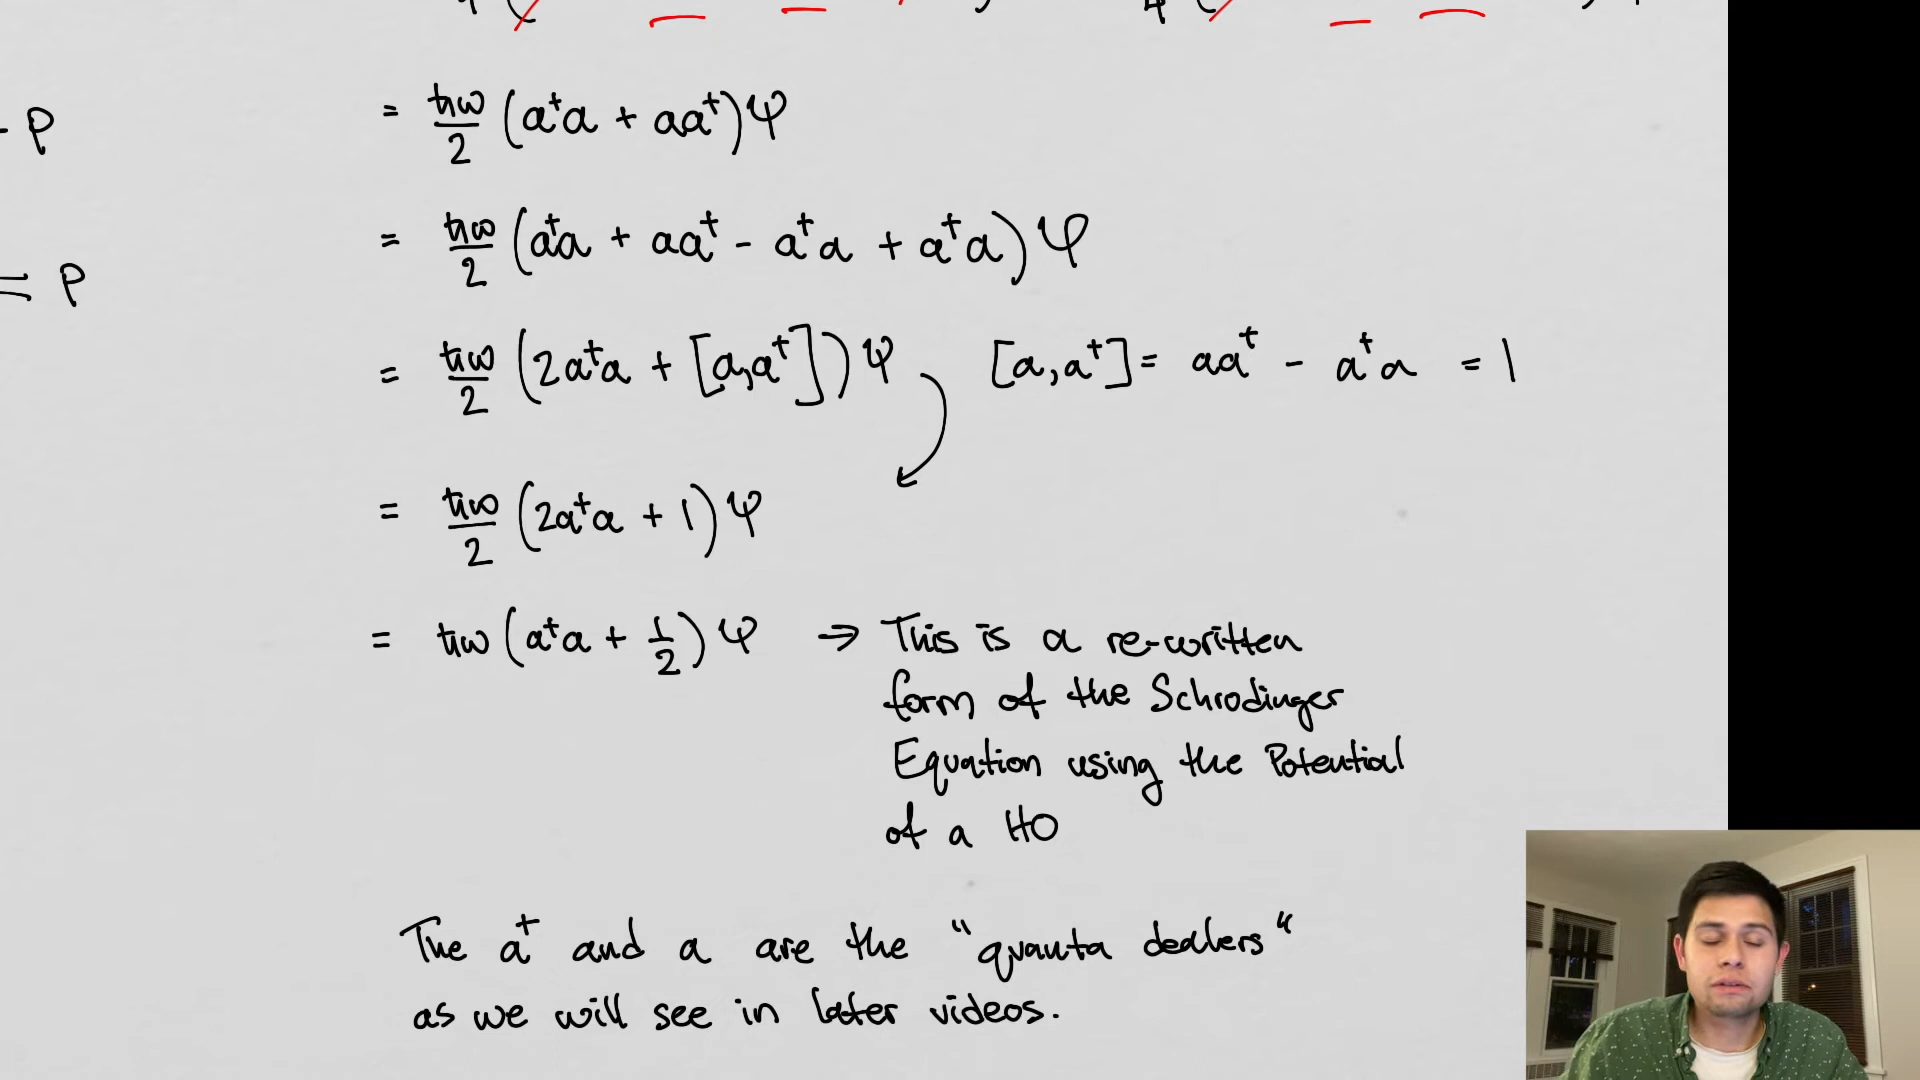 - P
= ħω/2 (a†a + aa†)ψ
= ħω/2 (a†a + aa† - a†a + a†a)ψ
= P
= ħω/2 (2a†a + [a,a†])ψ [a,a†] = aa† - a†a = 1
= ħω/2 (2a†a + 1)ψ
= ħω(a†a + 1/2)ψ → This is a re-written
form of the Schrodinger
Equation using the Potential
of a HO
The a† and a are the "quanta dealers"
as we will see in later videos.